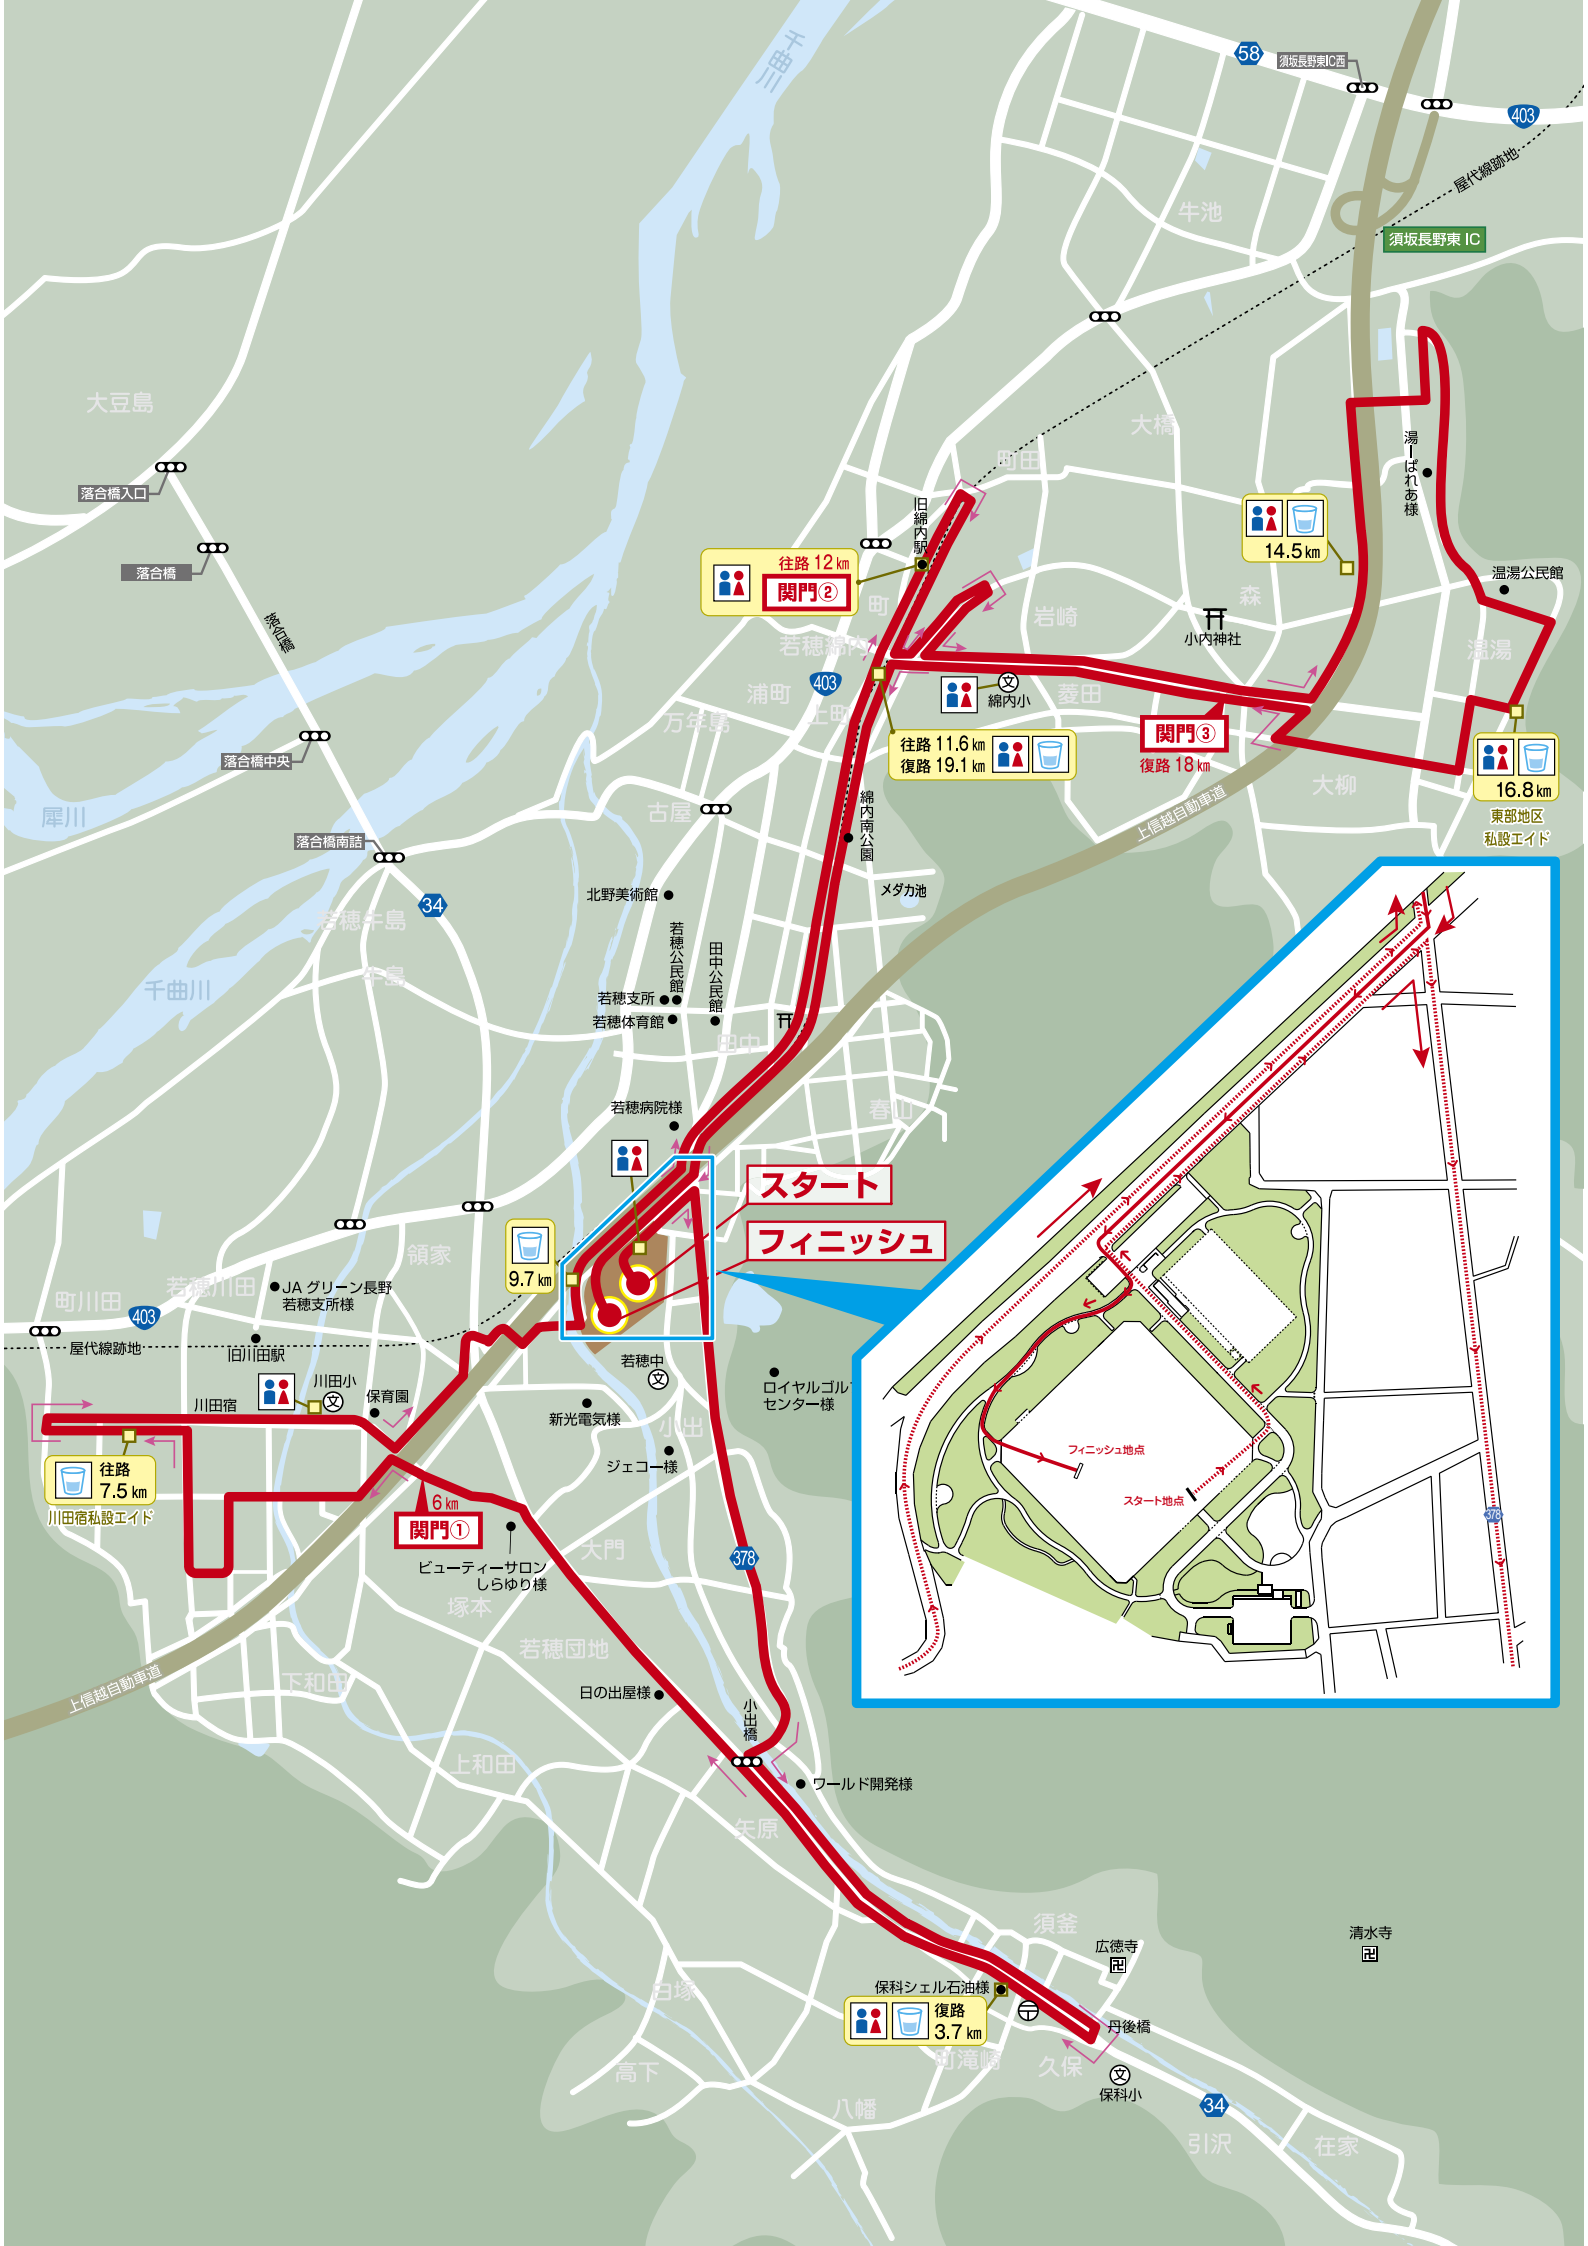 千曲川
58
須坂長野東IC西
403
屋代線跡地
牛池
須坂長野東 IC
大豆島
大橋
町田
湯ーぱれあ様
落合橋入口
旧綿内駅
14.5 km
往路 12 km
関門②
落合橋
温湯公民館
町
森
岩崎
小内神社
落合橋
若穂綿内
温湯
403
浦町
上町
文
綿内小
菱田
万年島
関門③
復路 18 km
往路 11.6 km
復路 19.1 km
落合橋中央
大柳
16.8 km
東部地区
私設エイド
犀川
古屋
綿内南公園
上信越自動車道
落合橋南詰
北野美術館
メダカ池
34
若穂牛島
若穂公民館
田中公民館
牛島
千曲川
若穂支所
若穂体育館
田中
若穂病院様
春山
スタート
フィニッシュ
領家
9.7 km
若穂川田
JA グリーン長野
若穂支所様
町川田
403
屋代線跡地
旧川田駅
若穂中
文
川田小
文
保育園
川田宿
新光電気様
ロイヤルゴルフ
センター様
小出
ジェコー様
フィニッシュ地点
スタート地点
往路
7.5 km
川田宿私設エイド
6 km
関門①
378
378
大門
ビューティーサロン
しらゆり様
塚本
若穂団地
下和田
上信越自動車道
日の出屋様
小出橋
上和田
ワールド開発様
矢原
須釜
広徳寺
清水寺
保科シェル石油様
復路
3.7 km
丹後橋
町滝崎
久保
高下
文
保科小
34
八幡
引沢
在家